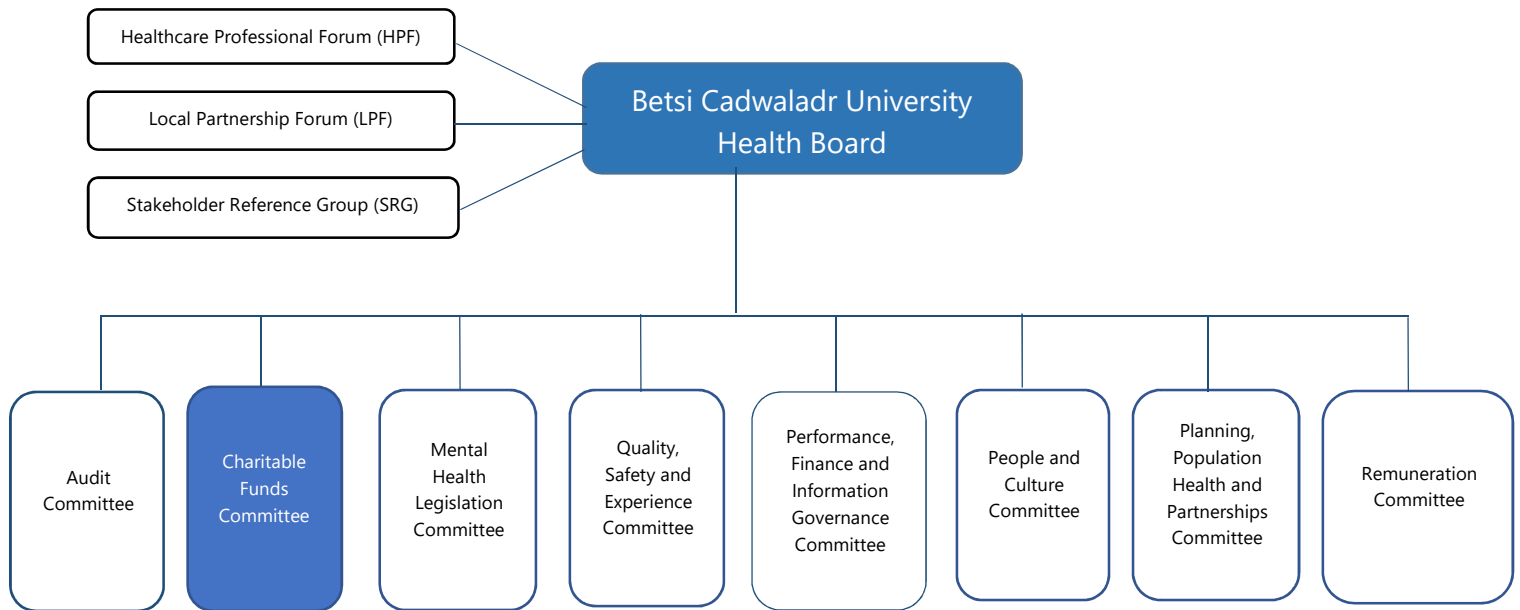 Healthcare Professional Forum (HPF)
Local Partnership Forum (LPF)
Stakeholder Reference Group (SRG)
Betsi Cadwaladr University
Health Board
Audit
Committee
Charitable
Funds
Committee
Mental
Health
Legislation
Committee
Quality,
Safety and
Experience
Committee
Performance,
Finance and
Information
Governance
Committee
People and
Culture
Committee
Planning,
Population
Health and
Partnerships
Committee
Remuneration
Committee